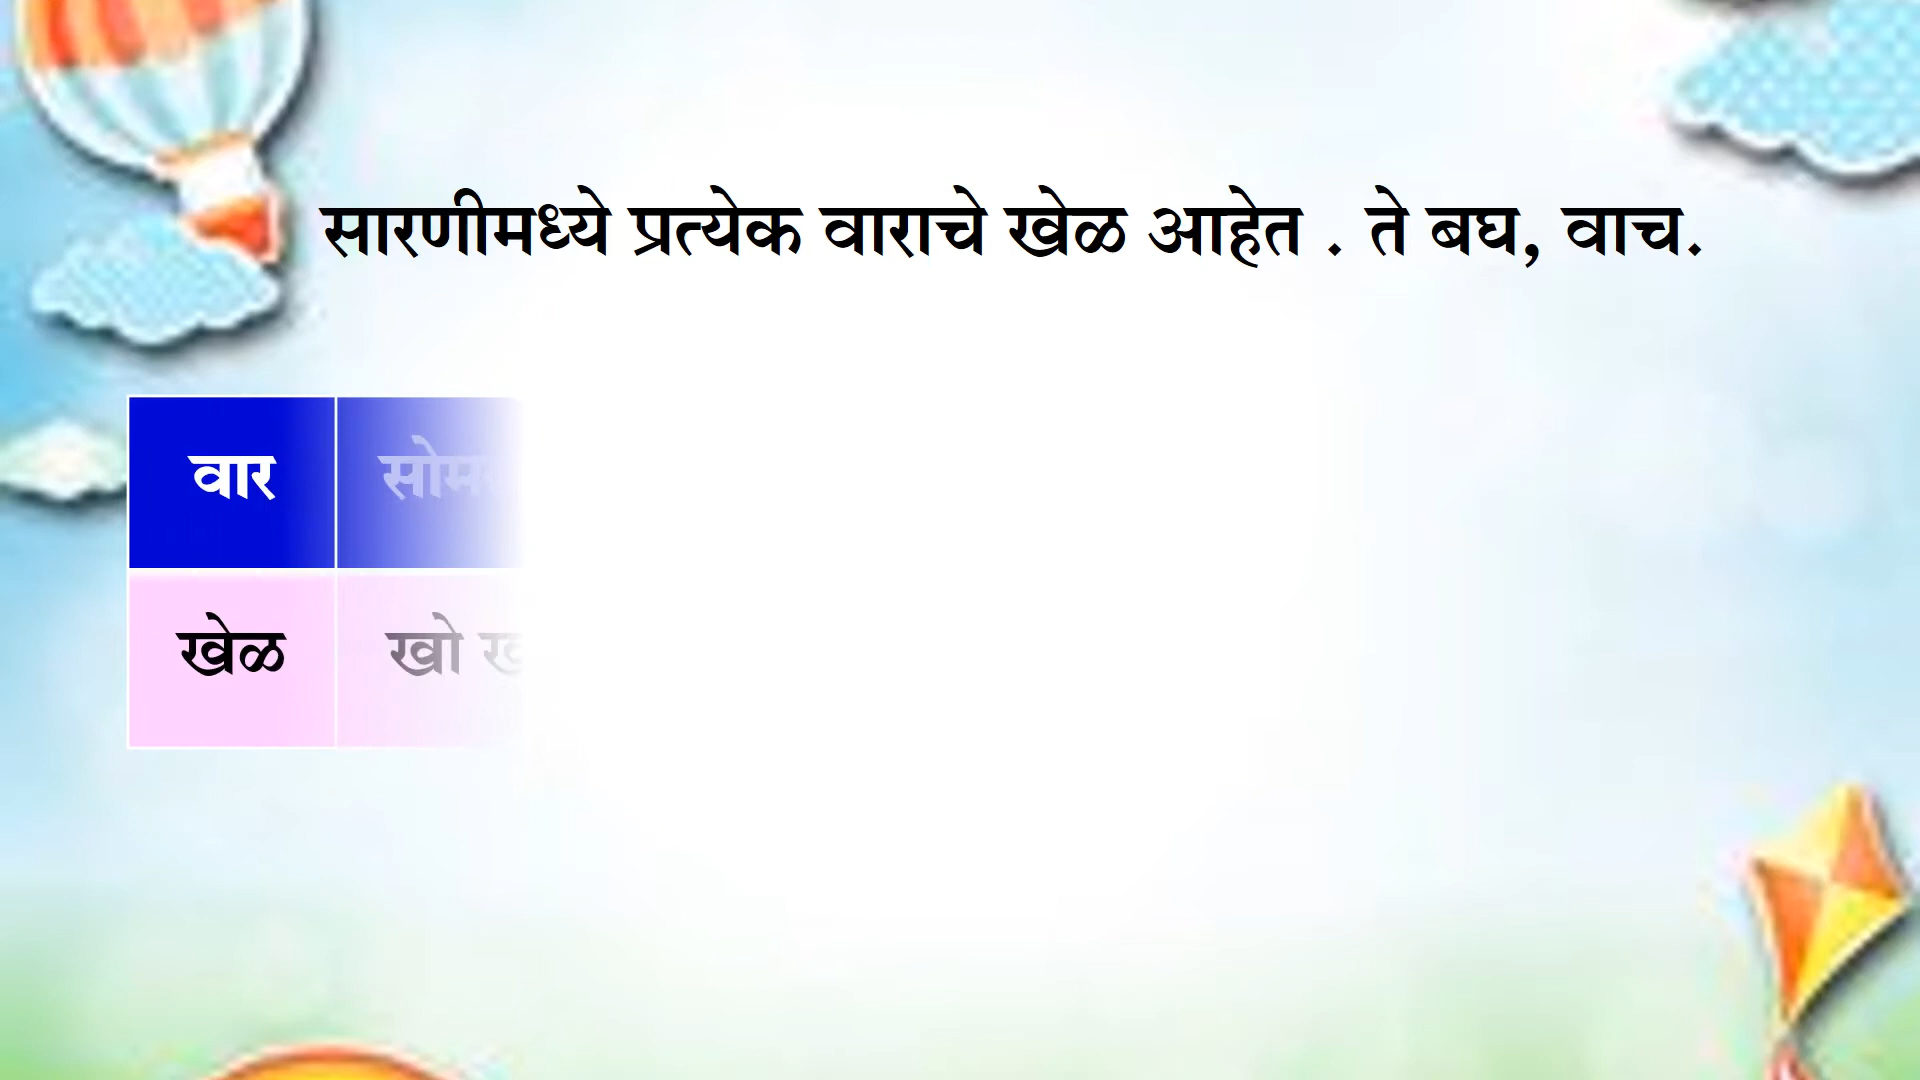 सारणीमध्ये प्रत्येक वाराचे खेळ आहेत . ते बघ, वाच.
वार
खेळ खो